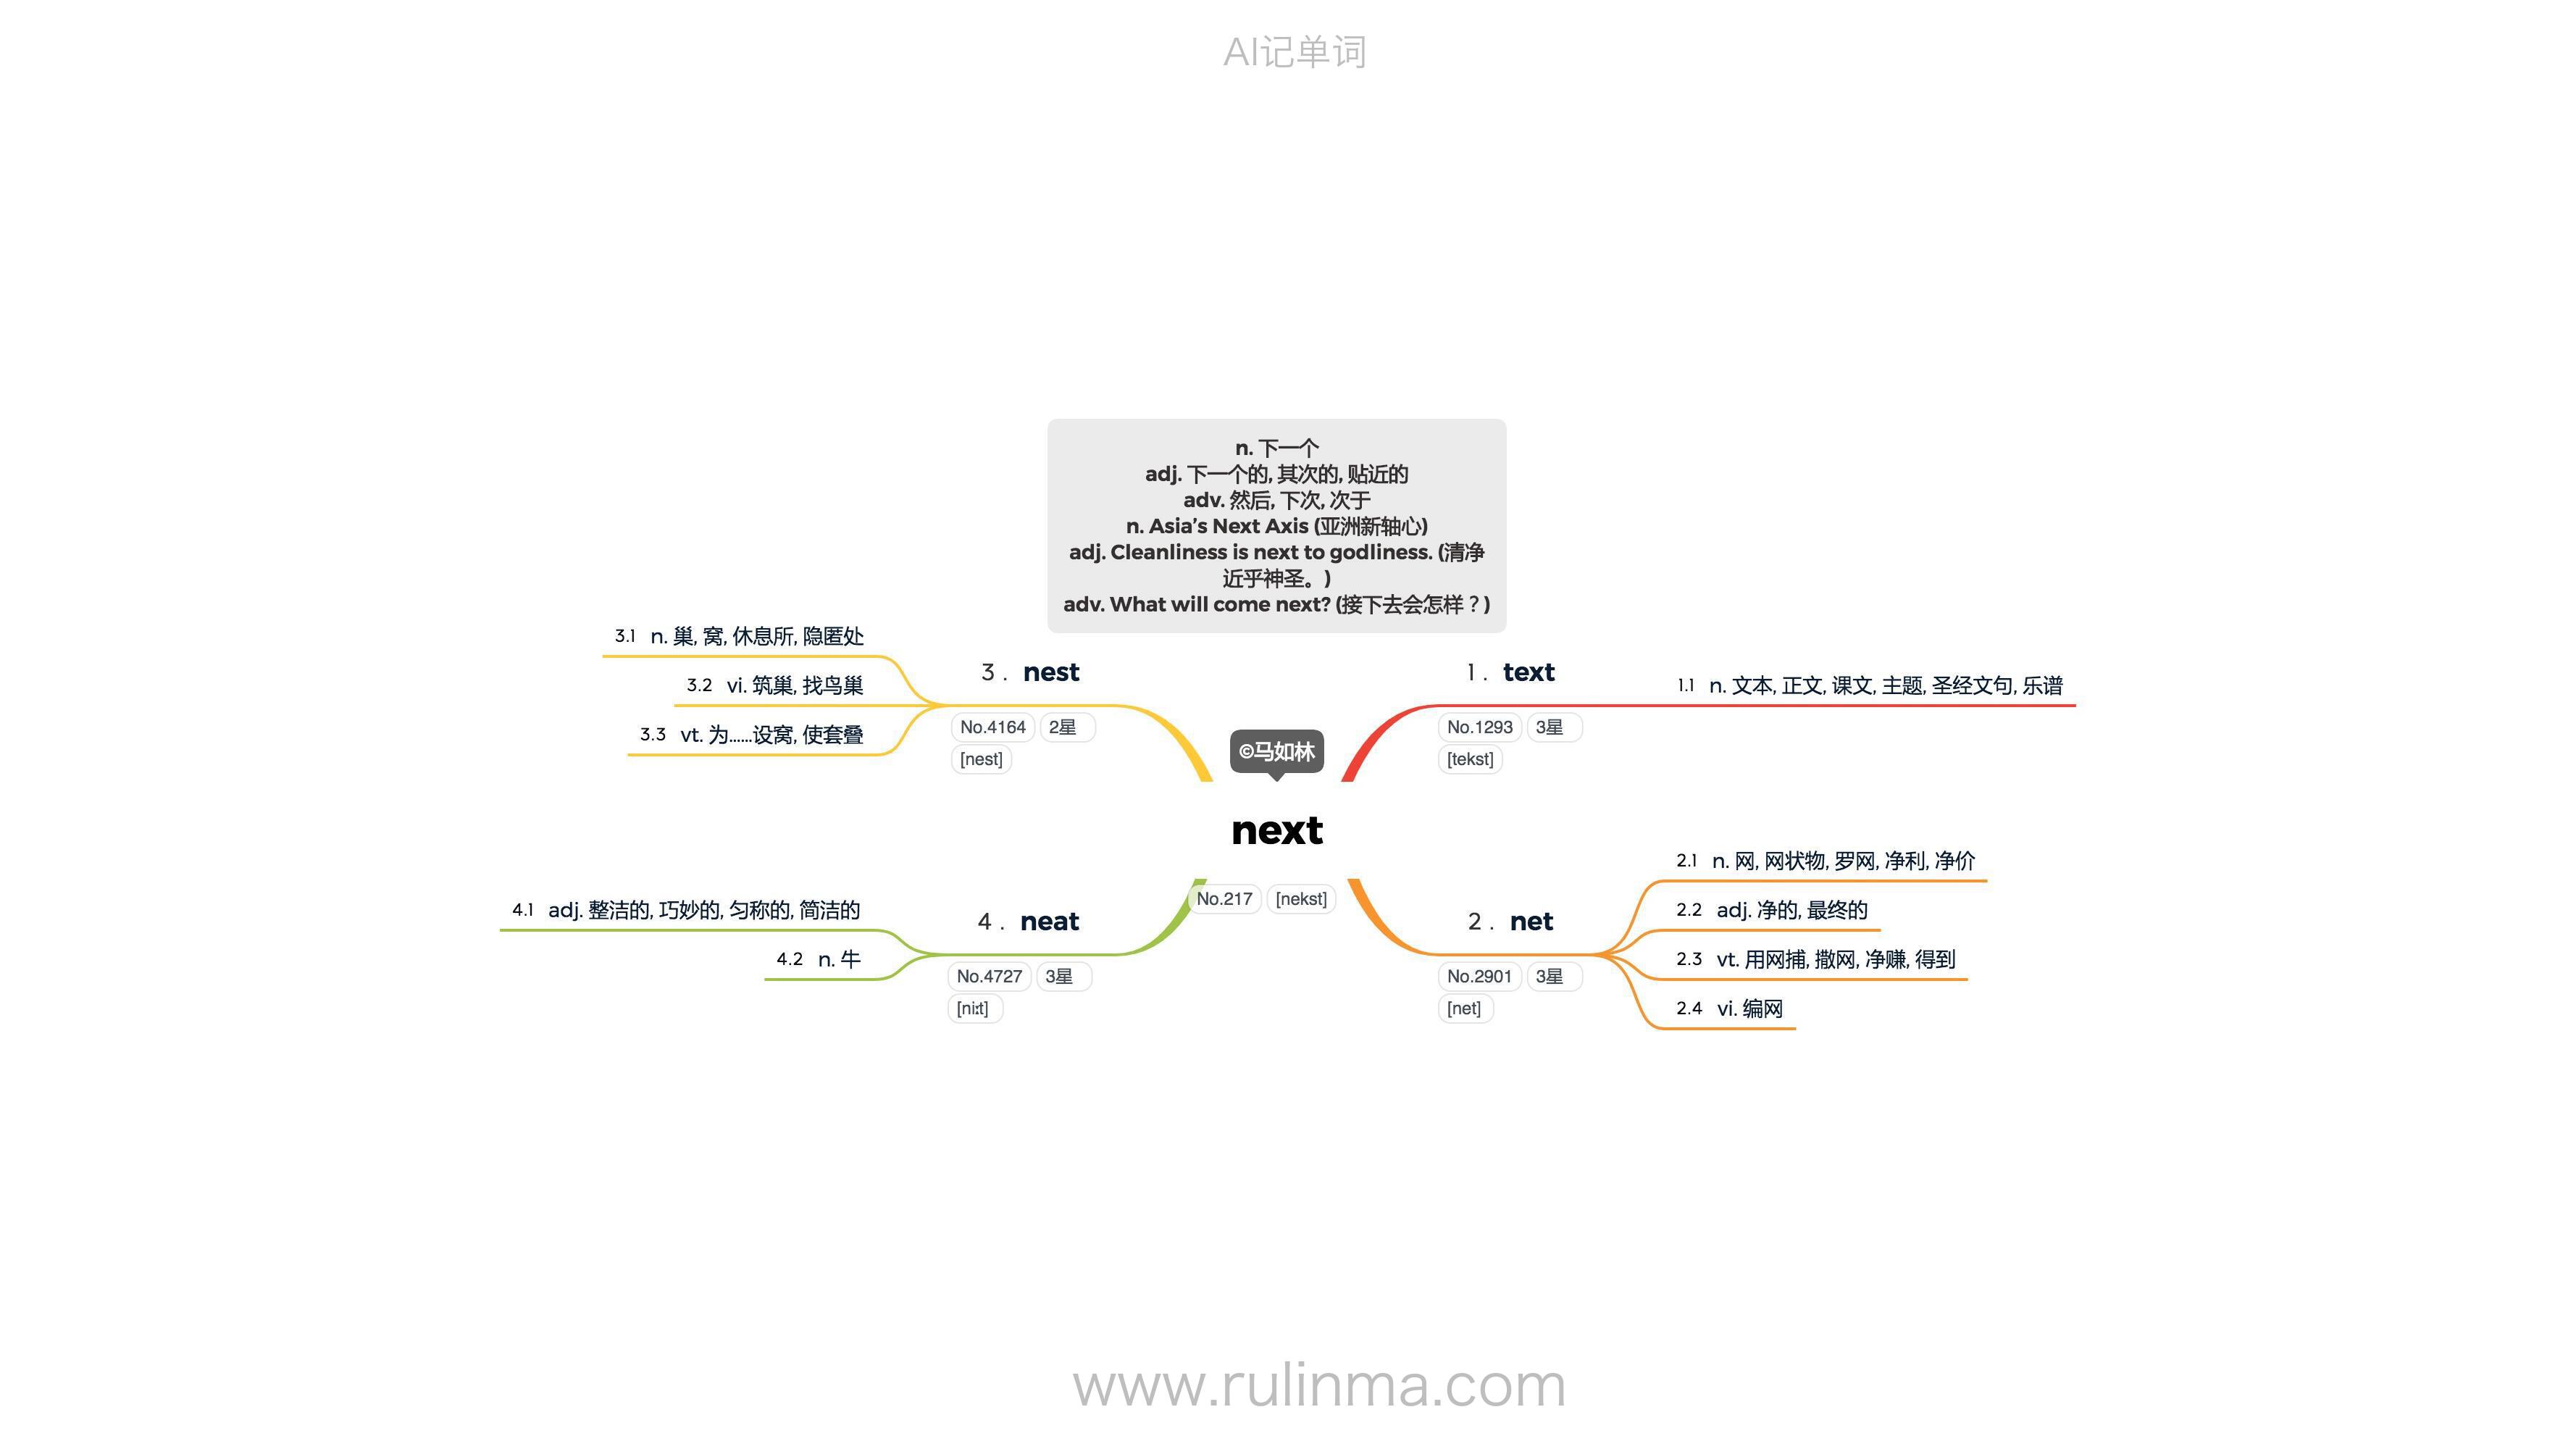 AI记单词
n. 下一个
adj. 下一个的, 其次的, 贴近的
adv. 然后, 下次, 次于
n. Asia’s Next Axis (亚洲新轴心)
adj. Cleanliness is next to godliness. (清净
近乎神圣。)
adv. What will come next? (接下去会怎样？)
©马如林
next
No.217 [nekst]
1. text
No.1293 3星
[tekst]
1.1 n. 文本, 正文, 课文, 主题, 圣经文句, 乐谱
2. net
No.2901 3星
[net]
2.1 n. 网, 网状物, 罗网, 净利, 净价
2.2 adj. 净的, 最终的
2.3 vt. 用网捕, 撒网, 净赚, 得到
2.4 vi. 编网
3. nest
No.4164 2星
[nest]
3.1 n. 巢, 窝, 休息所, 隐匿处
3.2 vi. 筑巢, 找鸟巢
3.3 vt. 为……设窝, 使套叠
4. neat
No.4727 3星
[ni:t]
4.1 adj. 整洁的, 巧妙的, 匀称的, 简洁的
4.2 n. 牛
www.rulinma.com